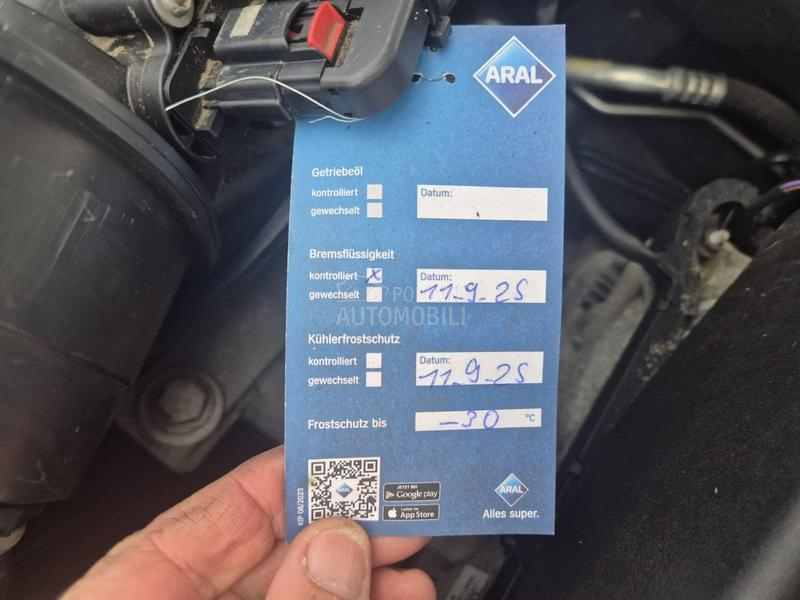 ARAL
Getriebeöl
kontrolliert
gewechselt
Datum:
Bremsflüssigkeit
kontrolliert x
gewechselt
Datum:
11-9-25
AUTOMOBILI
Kühlerfrostschutz
kontrolliert
gewechselt
Datum:
11-9-25
Frostschutz bis -30 °C
KIP 08/2023
ARAL
JETZT BEI
Google play
Laden im
App Store
ARAL
Alles super.